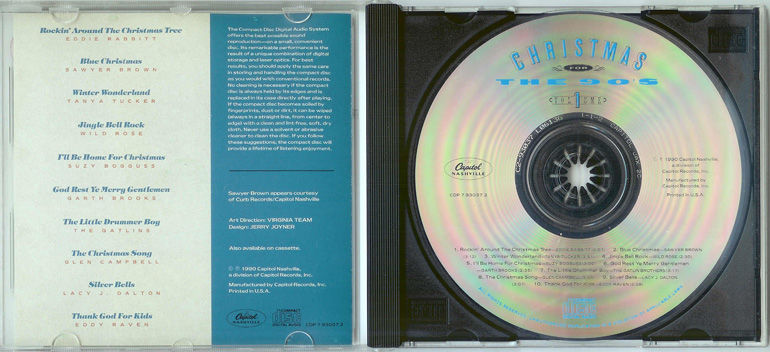 Rockin' Around The Christmas Tree
EDDIE RABBITT
Blue Christmas
SAWYER BROWN
Winter Wonderland
TANYA TUCKER
Jingle Bell Rock
WILD ROSE
I'll Be Home For Christmas
SUZY BOGGUSS
God Rest Ye Merry Gentlemen
GARTH BROOKS
The Little Drummer Boy
THE GATLINS
The Christmas Song
GLEN CAMPBELL
Silver Bells
LACY J. DALTON
Thank God For Kids
EDDY RAVEN
The Compact Disc Digital Audio System
offers the best possible sound
reproduction—on a small, convenient
disc. Its remarkable performance is the
result of a unique combination of digital
storage and laser optics. For best
results, you should apply the same care
in storing and handling the compact disc
as you would with conventional records.
No cleaning is necessary if the compact
disc is always held by its edges and is
replaced in its case directly after playing.
If the compact disc becomes soiled by
fingerprints, dust or dirt, it can be wiped
(always in a straight line, from center to
edge) with a clean and lint-free, soft, dry
cloth. Never use a solvent or abrasive
cleaner to clean the disc. If you follow
these suggestions, the compact disc will
provide a lifetime of listening enjoyment.
Sawyer Brown appears courtesy
of Curb Records/Capitol Nashville
Art Direction: VIRGINIA TEAM
Design: JERRY JOYNER
Also available on cassette.
© ℗ 1990 Capitol Nashville,
a division of Capitol Records, Inc.
Manufactured by Capitol Records, Inc.
Printed in U.S.A.
Capitol
NASHVILLE
COMPACT
disc
DIGITAL AUDIO
CDP 7 93037 2
CHRISTMAS
FOR
THE 90'S
VOLUME 1
Capitol
NASHVILLE
CDP 7 93037 2
℗ © 1990 Capitol Nashville,
a division of
Capitol Records, Inc.
Manufactured by
Capitol Records, Inc.
Printed in U.S.A.
1. Rockin' Around The Christmas Tree—EDDIE RABBITT 2. Blue Christmas—SAWYER BROWN
3. Winter Wonderland—TANYA TUCKER 4. Jingle Bell Rock—WILD ROSE
5. I'll Be Home For Christmas—SUZY BOGGUSS 6. God Rest Ye Merry Gentlemen
—GARTH BROOKS 7. The Little Drummer Boy—THE GATLIN BROTHERS
8. The Christmas Song—GLEN CAMPBELL 9. Silver Bells—LACY J. DALTON
10. Thank God For Kids—EDDY RAVEN
disc